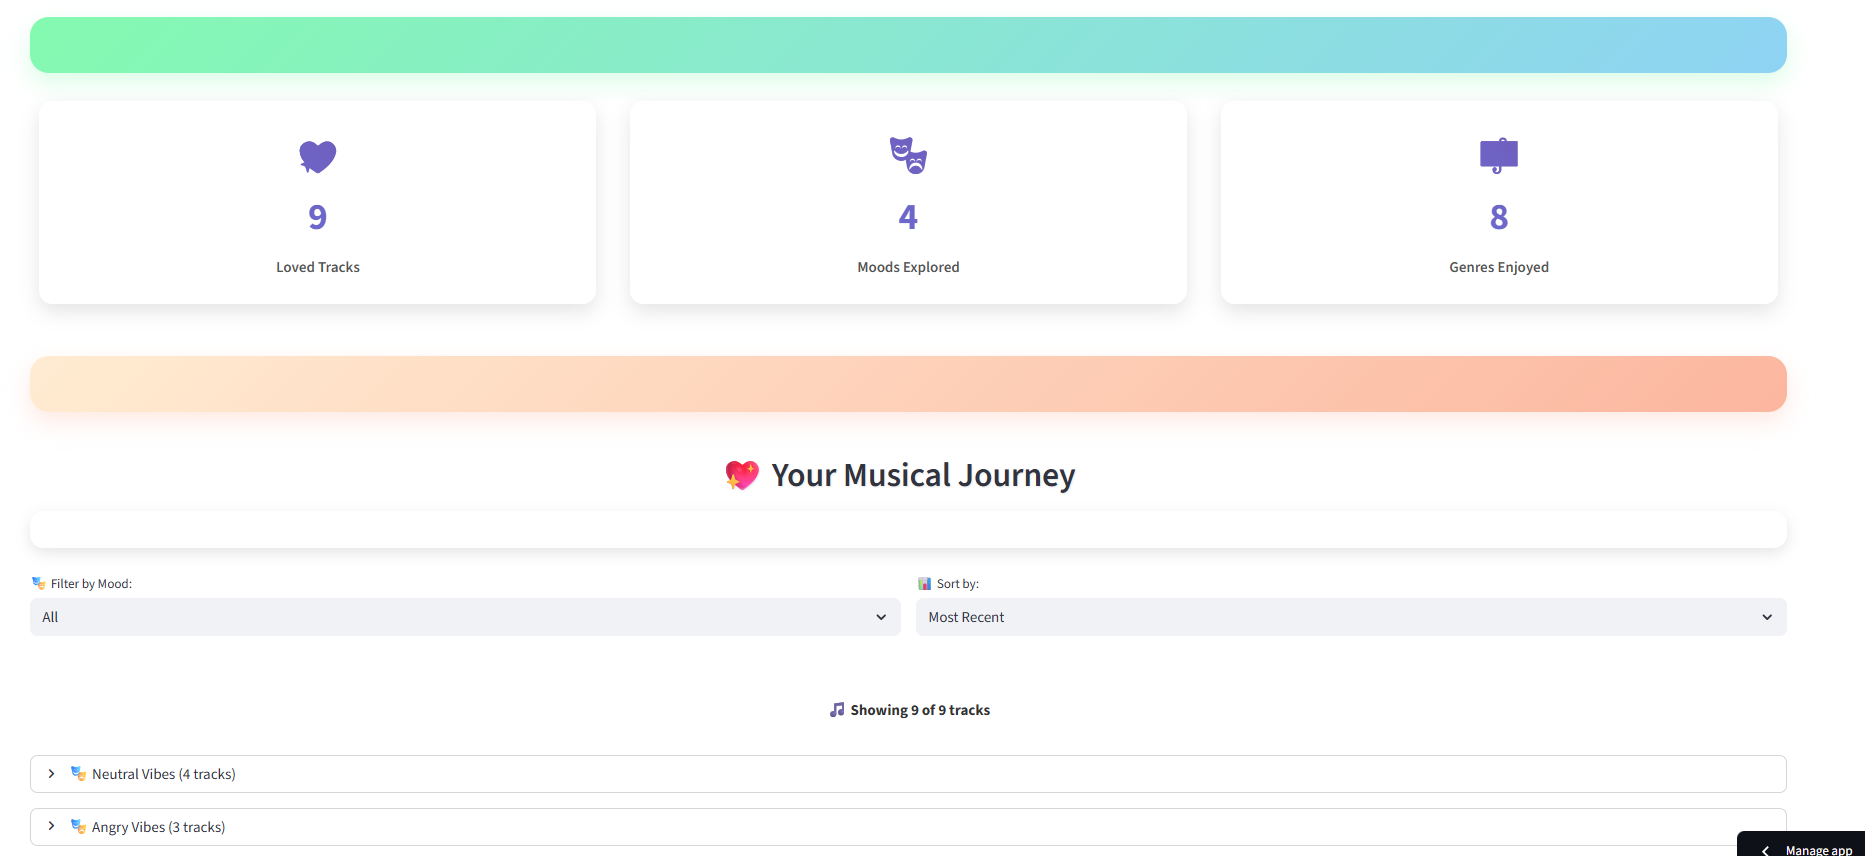 9
Loved Tracks
4
Moods Explored
8
Genres Enjoyed
Your Musical Journey
Filter by Mood:
All
Sort by:
Most Recent
Showing 9 of 9 tracks
Neutral Vibes (4 tracks)
Angry Vibes (3 tracks)
Manage app